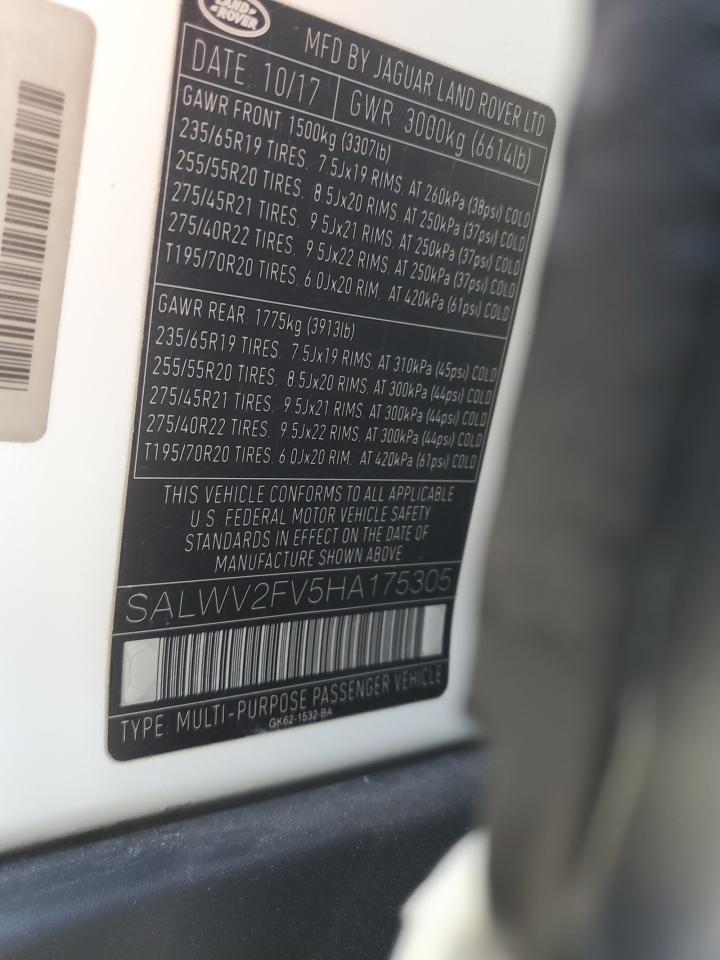 LAND ROVER
MFD BY JAGUAR LAND ROVER LTD
DATE: 10/17 GWR: 3000kg (6614lb)
GAWR FRONT: 1500kg (3307lb)
235/65R19 TIRES, 7.5Jx19 RIMS, AT 260kPa (38psi) COLD
255/55R20 TIRES, 8.5Jx20 RIMS, AT 250kPa (37psi) COLD
275/45R21 TIRES, 9.5Jx21 RIMS, AT 250kPa (37psi) COLD
275/40R22 TIRES, 9.5Jx22 RIMS, AT 250kPa (37psi) COLD
T195/70R20 TIRES, 6.0Jx20 RIM, AT 420kPa (61psi) COLD
GAWR REAR: 1775kg (3913lb)
235/65R19 TIRES, 7.5Jx19 RIMS, AT 310kPa (45psi) COLD
255/55R20 TIRES, 8.5Jx20 RIMS, AT 300kPa (44psi) COLD
275/45R21 TIRES, 9.5Jx21 RIMS, AT 300kPa (44psi) COLD
275/40R22 TIRES, 9.5Jx22 RIMS, AT 300kPa (44psi) COLD
T195/70R20 TIRES, 6.0Jx20 RIM, AT 420kPa (61psi) COLD
THIS VEHICLE CONFORMS TO ALL APPLICABLE
U.S. FEDERAL MOTOR VEHICLE SAFETY
STANDARDS IN EFFECT ON THE DATE OF
MANUFACTURE SHOWN ABOVE
SALWV2FV5HA175305
TYPE: MULTI-PURPOSE PASSENGER VEHICLE
GK62-1532-BA